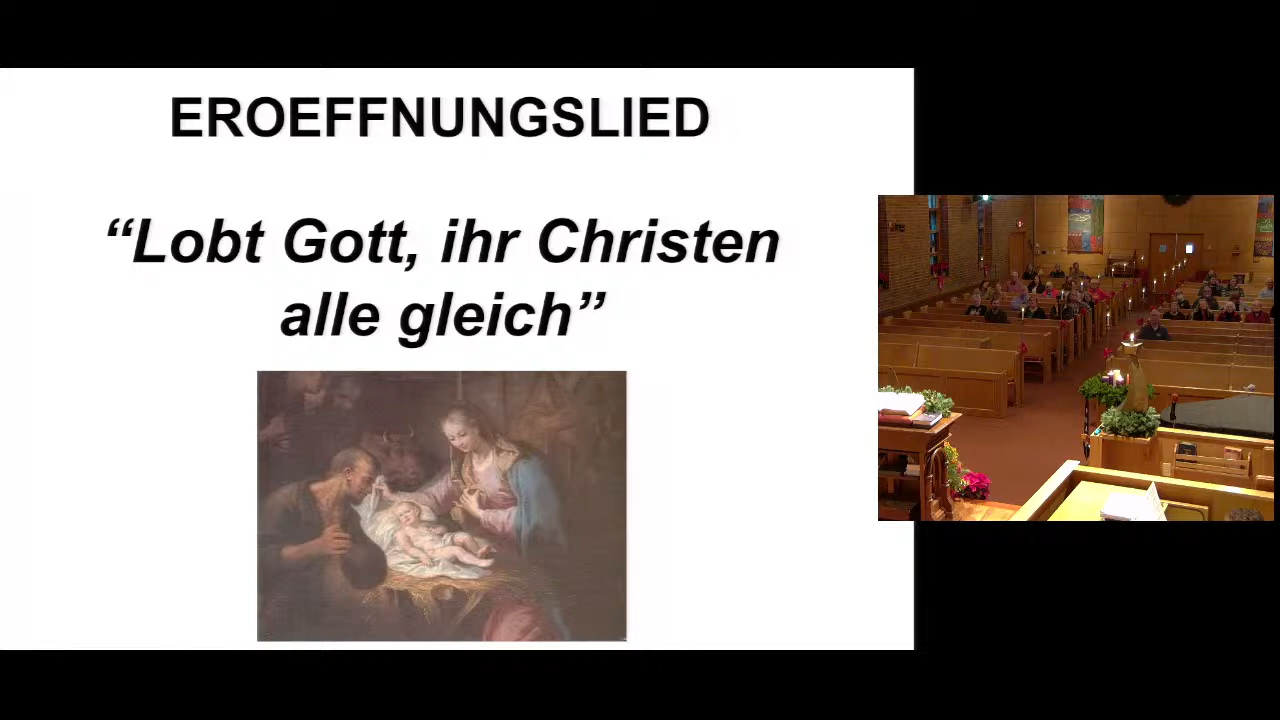 EROEFFNUNGSLIED
“Lobt Gott, ihr Christen
alle gleich”